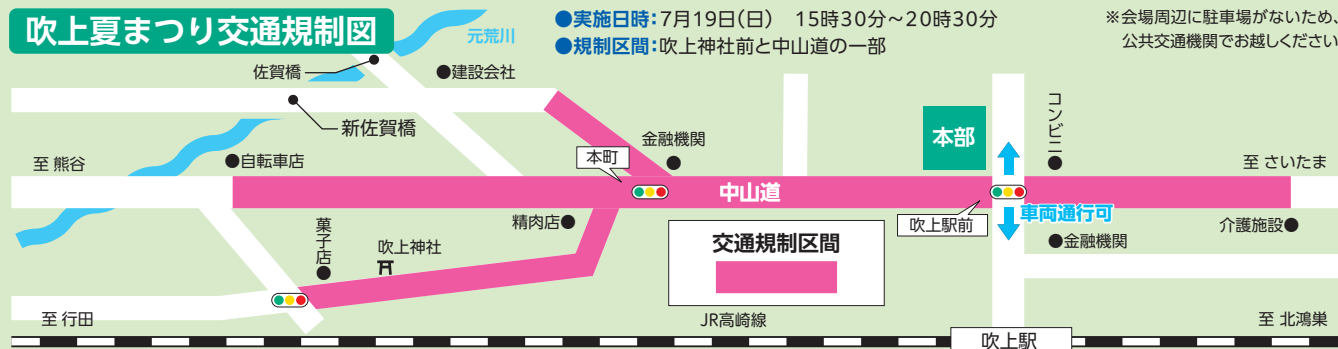 吹上夏まつり交通規制図
●実施日時:7月19日(日) 15時30分~20時30分
●規制区間:吹上神社前と中山道の一部
※会場周辺に駐車場がないため、
公共交通機関でお越しください
元荒川
佐賀橋
●建設会社
新佐賀橋
コンビニ●
本部
金融機関●
本町
至 熊谷
●自転車店
至 さいたま
中山道
車両通行可
吹上駅前
精肉店●
介護施設●
菓子店●
吹上神社
交通規制区間
●金融機関
至 行田
JR高崎線
至 北鴻巣
吹上駅